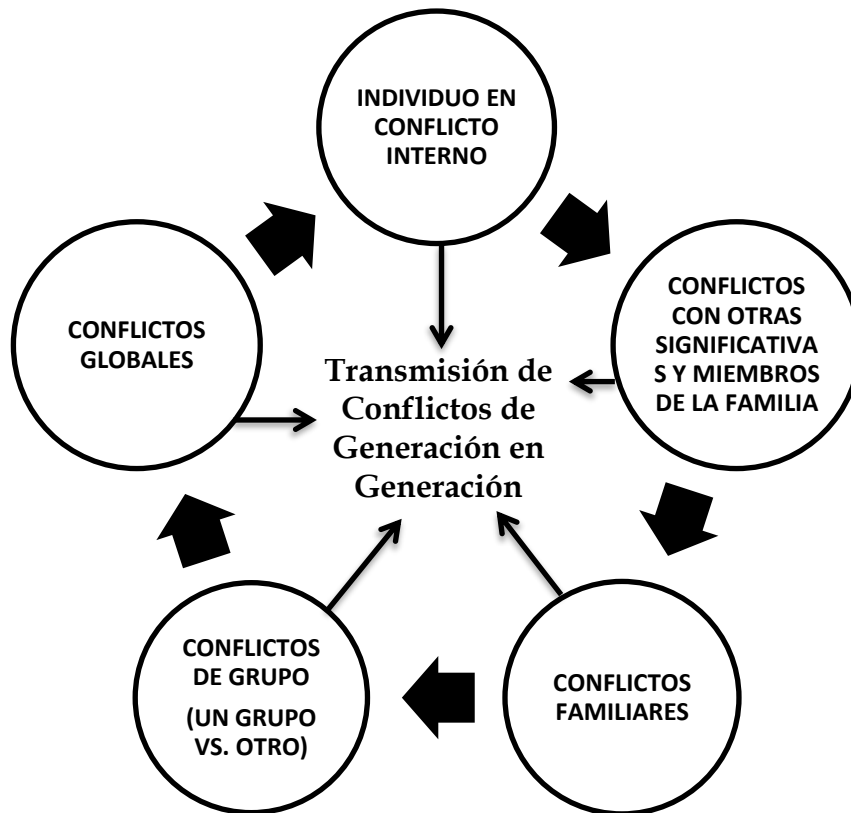 INDIVIDUO EN
CONFLICTO
INTERNO
CONFLICTOS
CON OTRAS
SIGNIFICATIVA
S Y MIEMBROS
DE LA FAMILIA
CONFLICTOS
FAMILIARES
CONFLICTOS
DE GRUPO
(UN GRUPO
VS. OTRO)
CONFLICTOS
GLOBALES
Transmisión de
Conflictos de
Generación en
Generación